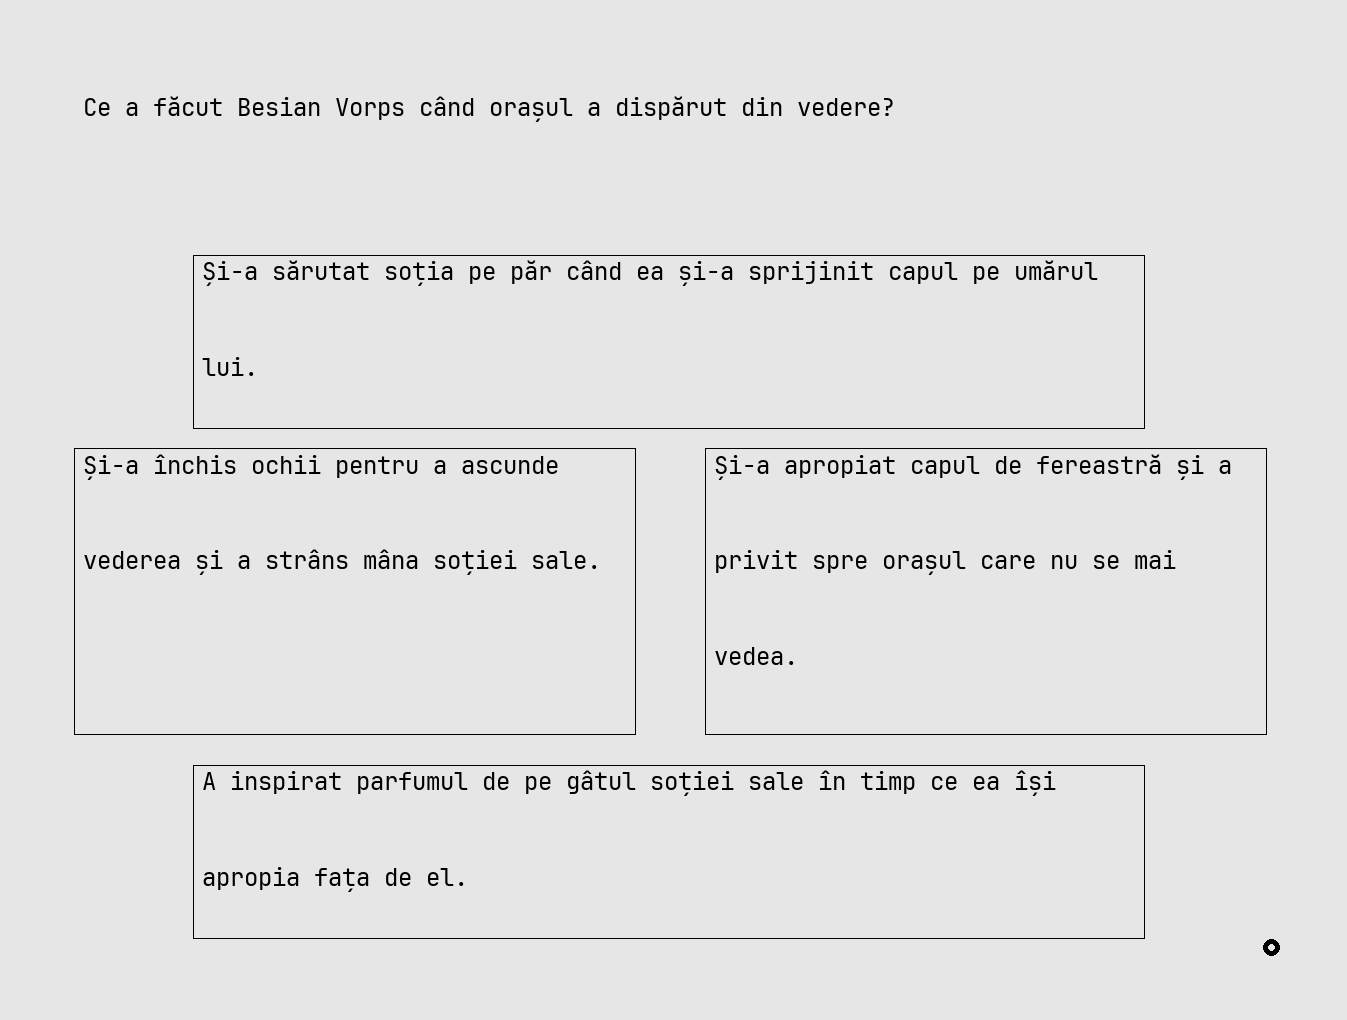 Ce a făcut Besian Vorps când orașul a dispărut din vedere?
Și-a sărutat soția pe păr când ea și-a sprijinit capul pe umărul
lui.
Și-a închis ochii pentru a ascunde
vederea și a strâns mâna soției sale.
Și-a apropiat capul de fereastră și a
privit spre orașul care nu se mai
vedea.
A inspirat parfumul de pe gâtul soției sale în timp ce ea își
apropia fața de el.